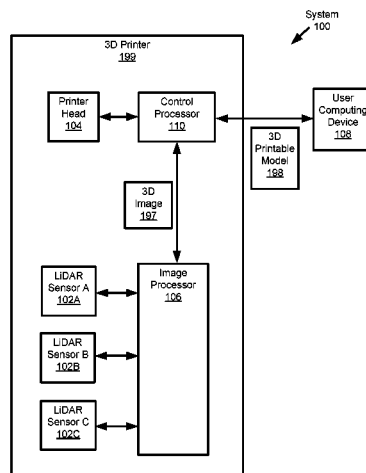 System
100
3D Printer
199
Printer
Head
104
Control
Processor
110
User
Computing
Device
108
3D
Printable
Model
198
3D
Image
197
LiDAR
Sensor A
102A
Image
Processor
106
LiDAR
Sensor B
102B
LiDAR
Sensor C
102C